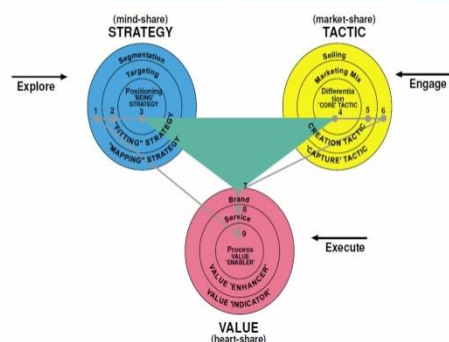 (mind-share)
STRATEGY
(market-share)
TACTIC
Explore
Engage
Segmentation
Targeting
Positioning
'BEING'
STRATEGY
1 2 3
"FITTING" STRATEGY
"MAPPING" STRATEGY
Selling
Marketing Mix
Differentia
tion
'CORE' TACTIC
4 5 6
CREATION TACTIC
'CAPTURE' TACTIC
7
Brand
8
Service
9
Process
VALUE
'ENABLER'
VALUE 'ENHANCER'
VALUE 'INDICATOR'
Execute
VALUE
(heart-share)